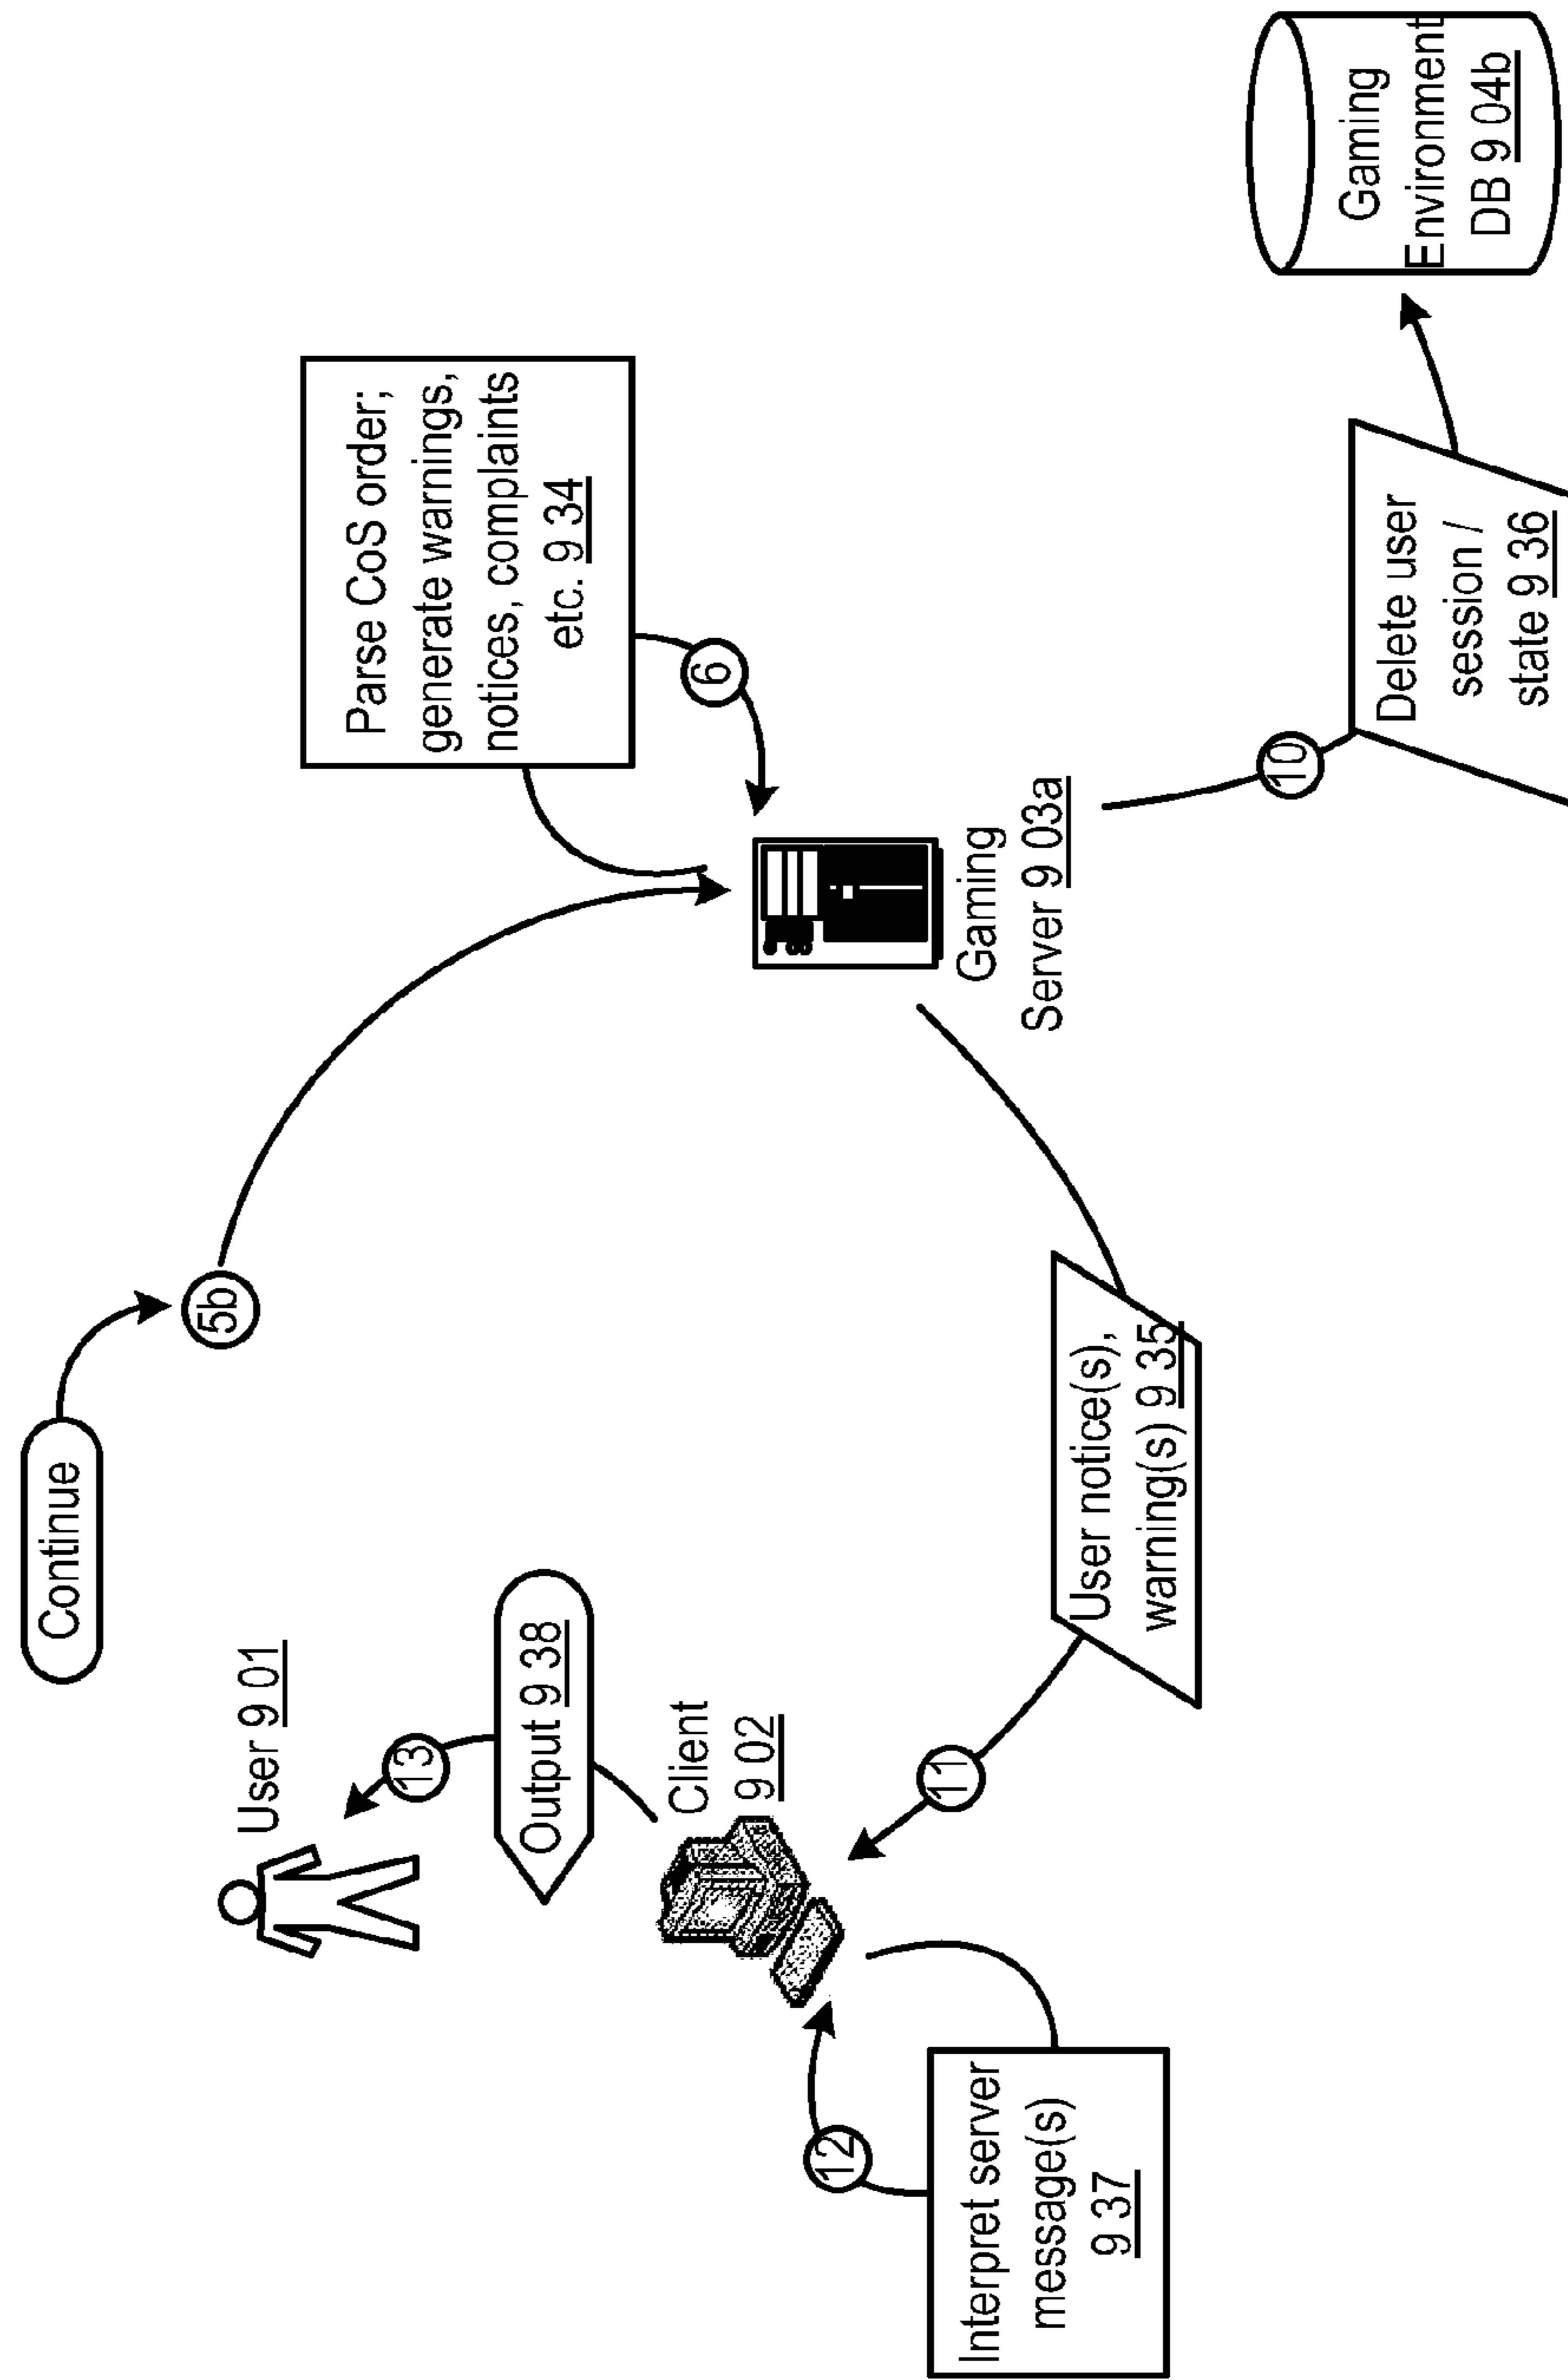 Continue
5b
User 9 01
13
Output 9 38
Client
9 02
12
Interpret server
message(s)
9 37
11
User notice(s),
warning(s) 9 35
Parse CoS order;
generate warnings,
notices, complaints
etc. 9 34
6
Gaming
Server 9 03a
10
Delete user
session /
state 9 36
Gaming
Environment
DB 9 04b